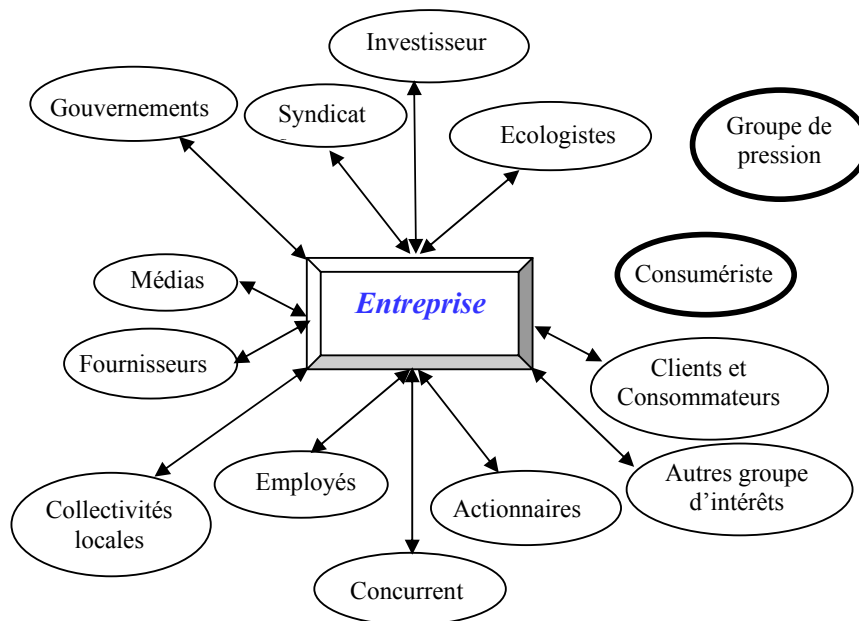 Investisseur
Gouvernements
Syndicat
Ecologistes
Groupe de
pression
Médias
Entreprise
Consumériste
Fournisseurs
Clients et
Consommateurs
Employés
Autres groupe
d’intérêts
Collectivités
locales
Actionnaires
Concurrent